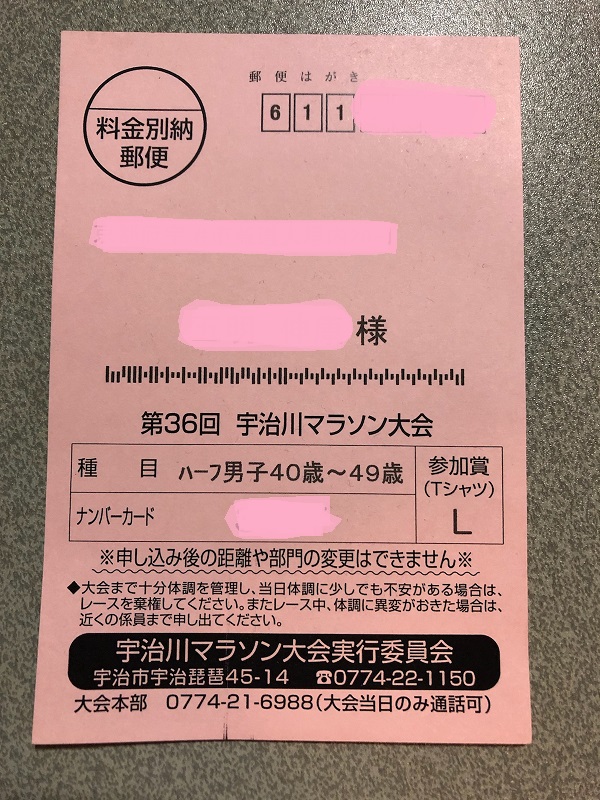 郵便はがき
611
料金別納
郵便
様
第36回 宇治川マラソン大会
種 目 ハーフ男子40歳～49歳
参加賞
(Tシャツ)
ナンバーカード
L
※申し込み後の距離や部門の変更はできません※
◆大会まで十分体調を管理し、当日体調に少しでも不安がある場合は、
レースを棄権してください。またレース中、体調に異変がおきた場合は、
近くの係員まで申し出てください。
宇治川マラソン大会実行委員会
宇治市宇治琵琶45-14 ☎0774-22-1150
大会本部 0774-21-6988(大会当日のみ通話可)